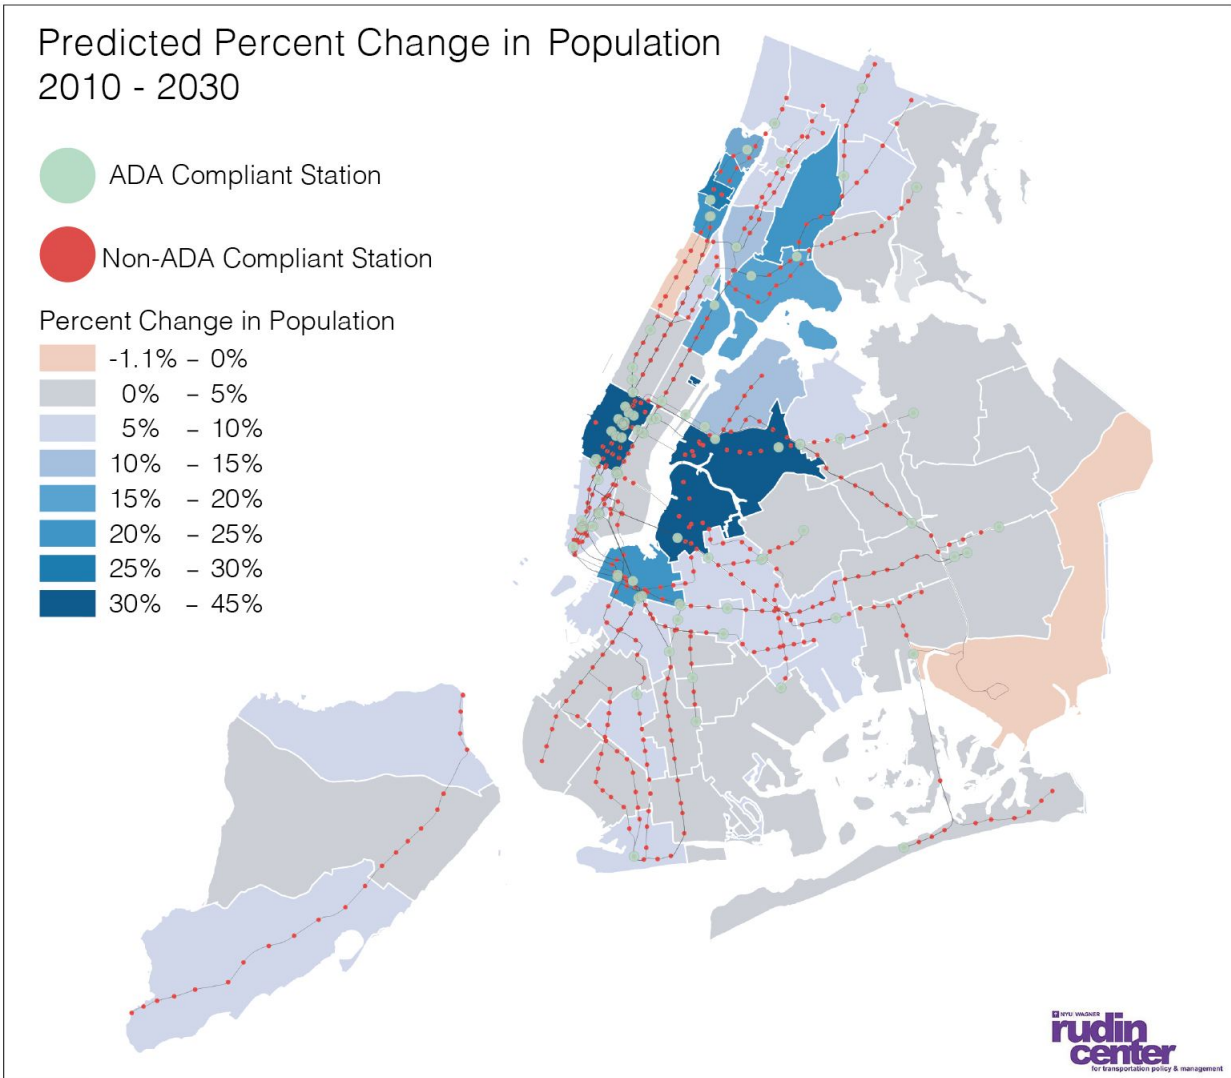 Predicted Percent Change in Population
2010 - 2030
ADA Compliant Station
Non-ADA Compliant Station
Percent Change in Population
-1.1% – 0%
0% – 5%
5% – 10%
10% – 15%
15% – 20%
20% – 25%
25% – 30%
30% – 45%
NYU WAGNER
rudin
center
for transportation policy & management